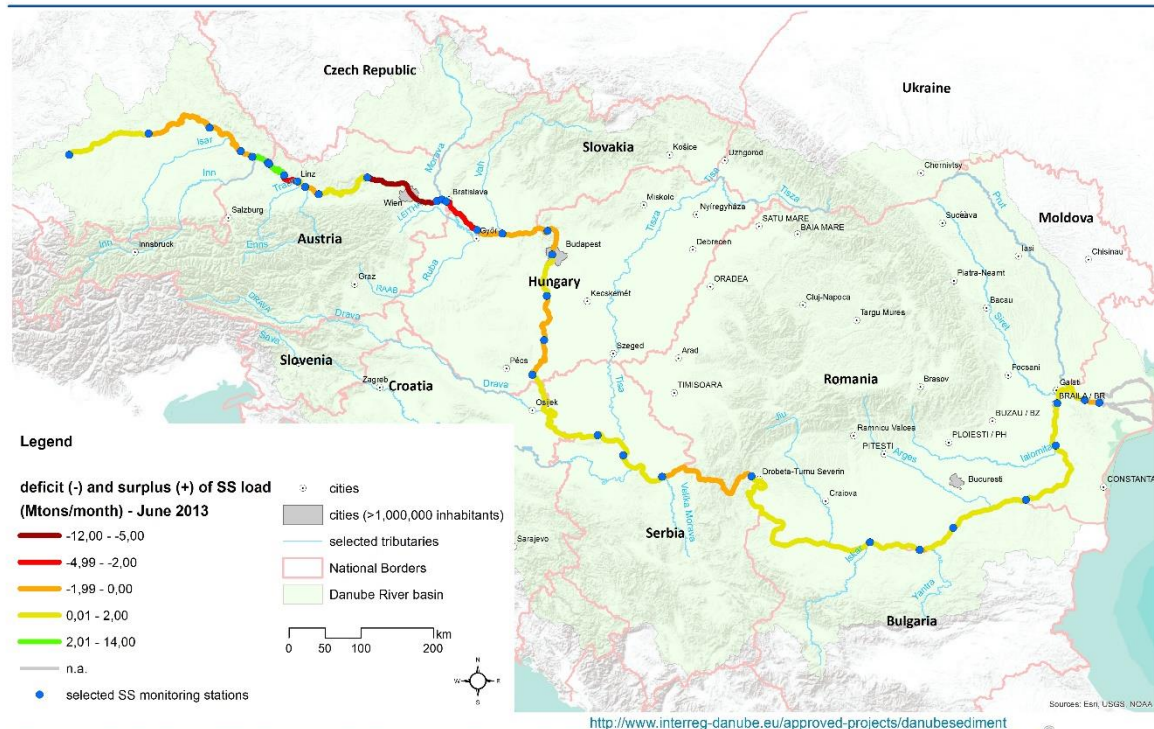 Czech Republic
Ukraine
Slovakia
Košice
Uzhgorod
Chernivtsy
Moldova
Isar
Morava
Vah
Tisa
Tisza
Prut
Miskolc
Nyíregyháza
SATU MARE
BAIA MARE
Suceava
Iasi
Chisinau
Inn
Linz
Wien
Bratislava
LEITH
Salzburg
Austria
Győr
Budapest
Debrecen
Tisza
Piatra-Neamt
Innsbruck
Inn
Enns
Ruba
Hungary
ORADEA
Bacau
Graz
RAAB
Kecskemét
Cluj-Napoca
Targu Mures
Siret
DRAVA
Drava
Slovenia
Sava
Szeged
Arad
Pécs
Zagreb
Croatia
Drava
Tisa
TIMISOARA
Romania
Brasov
Focsani
Galati
BRAILA / BR
Osijek
BUZAU / BZ
Jiu
Ramnicu Valcea
PLOIESTI / PH
PITESTI
Arges
Ialomita
Drobeta-Turnu Severin
Bucuresti
CONSTANTA
Craiova
Velika Morava
Serbia
Sarajevo
Iskar
Yantra
Bulgaria
Legend
deficit (-) and surplus (+) of SS load
(Mtons/month) - June 2013
-12,00 - -5,00
-4,99 - -2,00
-1,99 - 0,00
0,01 - 2,00
2,01 - 14,00
n.a.
selected SS monitoring stations
cities
cities (>1,000,000 inhabitants)
selected tributaries
National Borders
Danube River basin
km
0 50 100 200
N
W E
S
Sources: Esri, USGS, NOAA
http://www.interreg-danube.eu/approved-projects/danubesediment